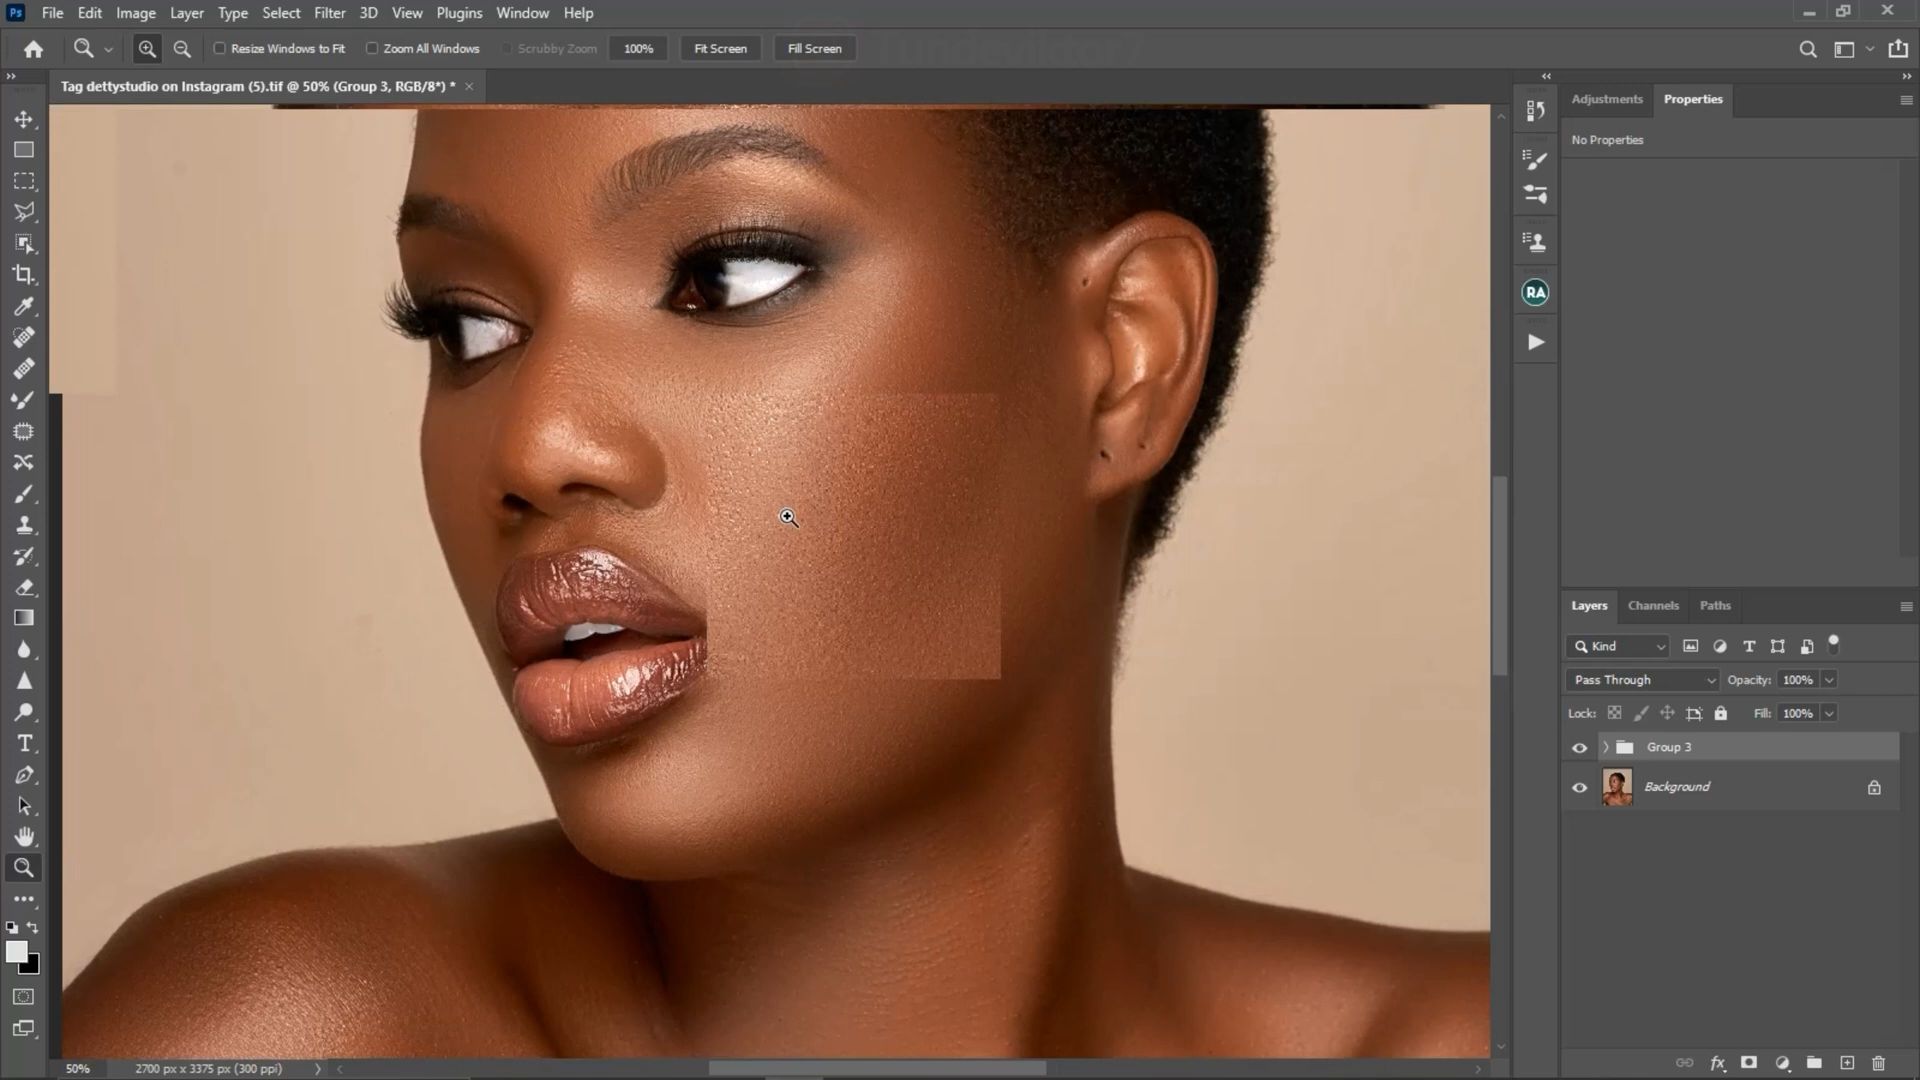 Ps File Edit Image Layer Type Select Filter 3D View Plugins Window Help
Resize Windows to Fit Zoom All Windows Scrubby Zoom 100% Fit Screen Fill Screen
Tag dettystudio on Instagram (5).tif @ 50% (Group 3, RGB/8*) *
Adjustments Properties
No Properties
RA
Layers Channels Paths
Kind
Pass Through Opacity: 100%
Lock: Fill: 100%
Group 3
Background
fx
50% 2700 px x 3375 px (300 ppi)